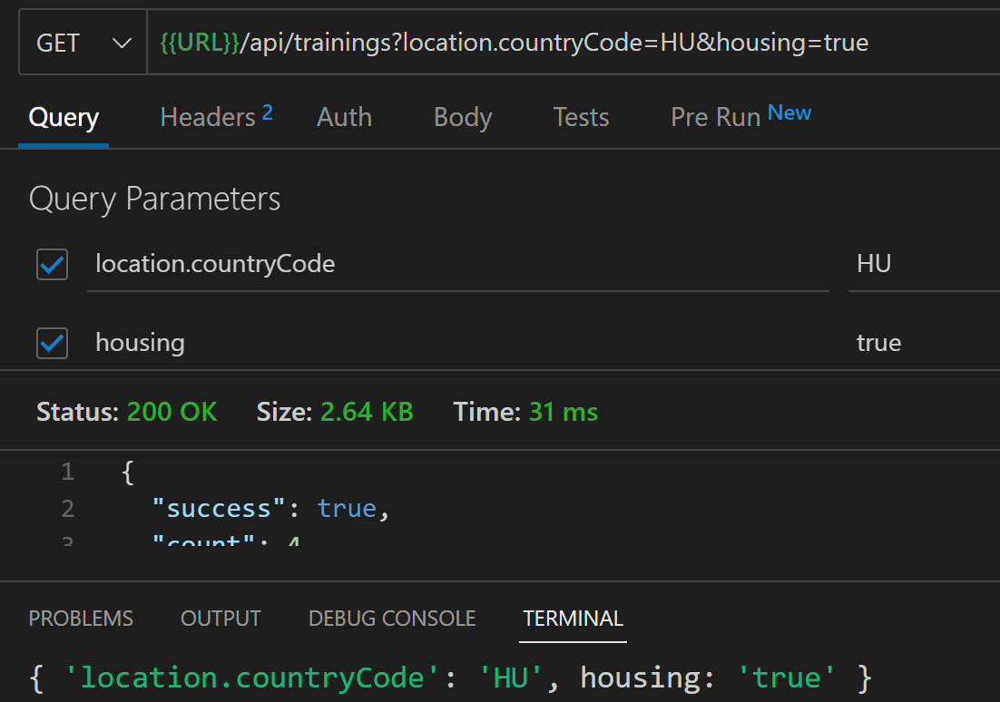 GET {{URL}}/api/trainings?location.countryCode=HU&housing=true
Query Headers 2 Auth Body Tests Pre Run New
Query Parameters
location.countryCode HU
housing true
Status: 200 OK Size: 2.64 KB Time: 31 ms
1 {
2 "success": true,
3 "count": 4
PROBLEMS OUTPUT DEBUG CONSOLE TERMINAL
{ 'location.countryCode': 'HU', housing: 'true' }